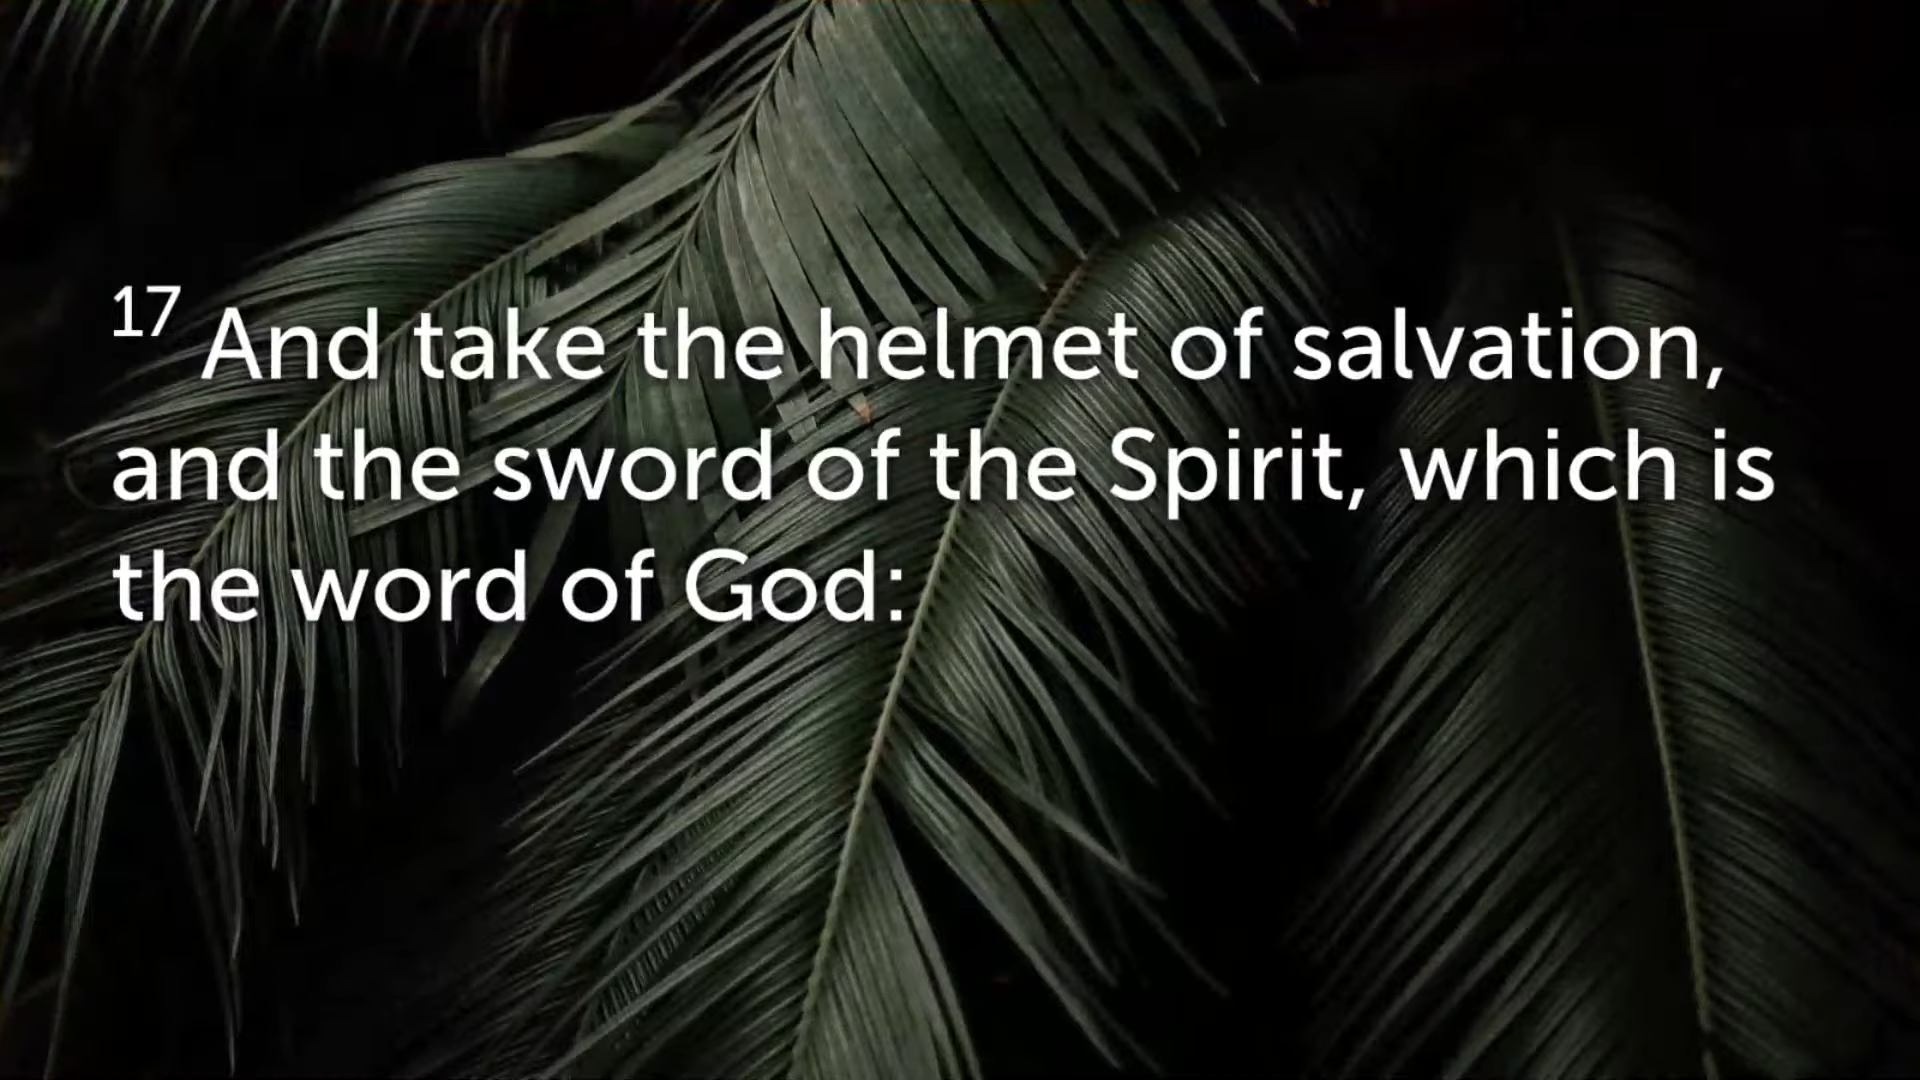 17 And take the helmet of salvation,
and the sword of the Spirit, which is
the word of God: